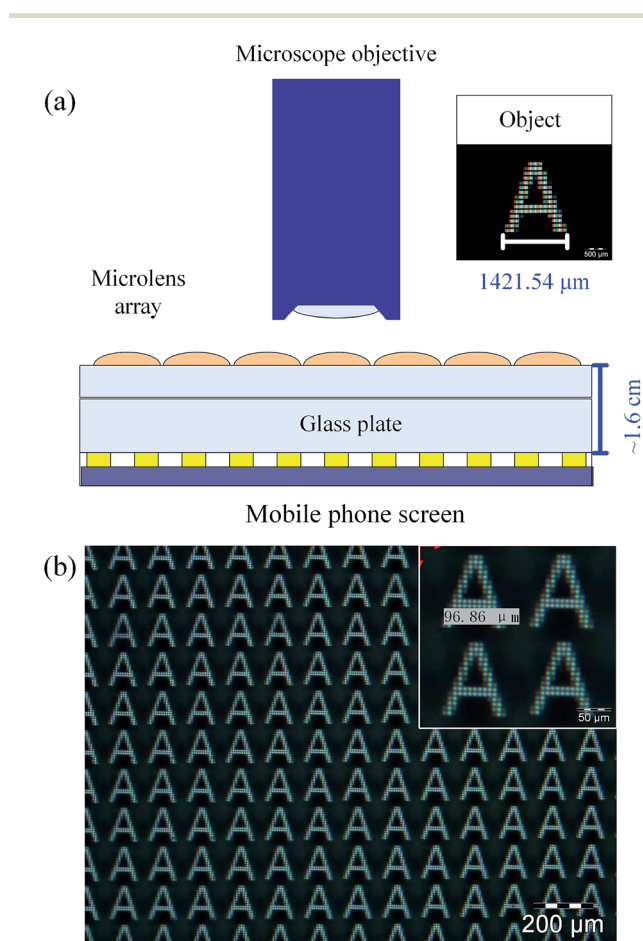 Microscope objective
(a)
Object
A
500 μm
1421.54 μm
Microlens
array
Glass plate
~1.6 cm
Mobile phone screen
(b)
A A A A A A A A A
A A A A A A A A A
A A A A A A A A A
A A A A A A A A A
A A A A A A A A A A A A A A
A A A A A A A A A A A A A A
A A A A A A A A A A A A A A
A A A A A A A A A A A A A A
A A A A A A A A A A A A A A
A A
96.86 μm
A A
50 μm
200 μm